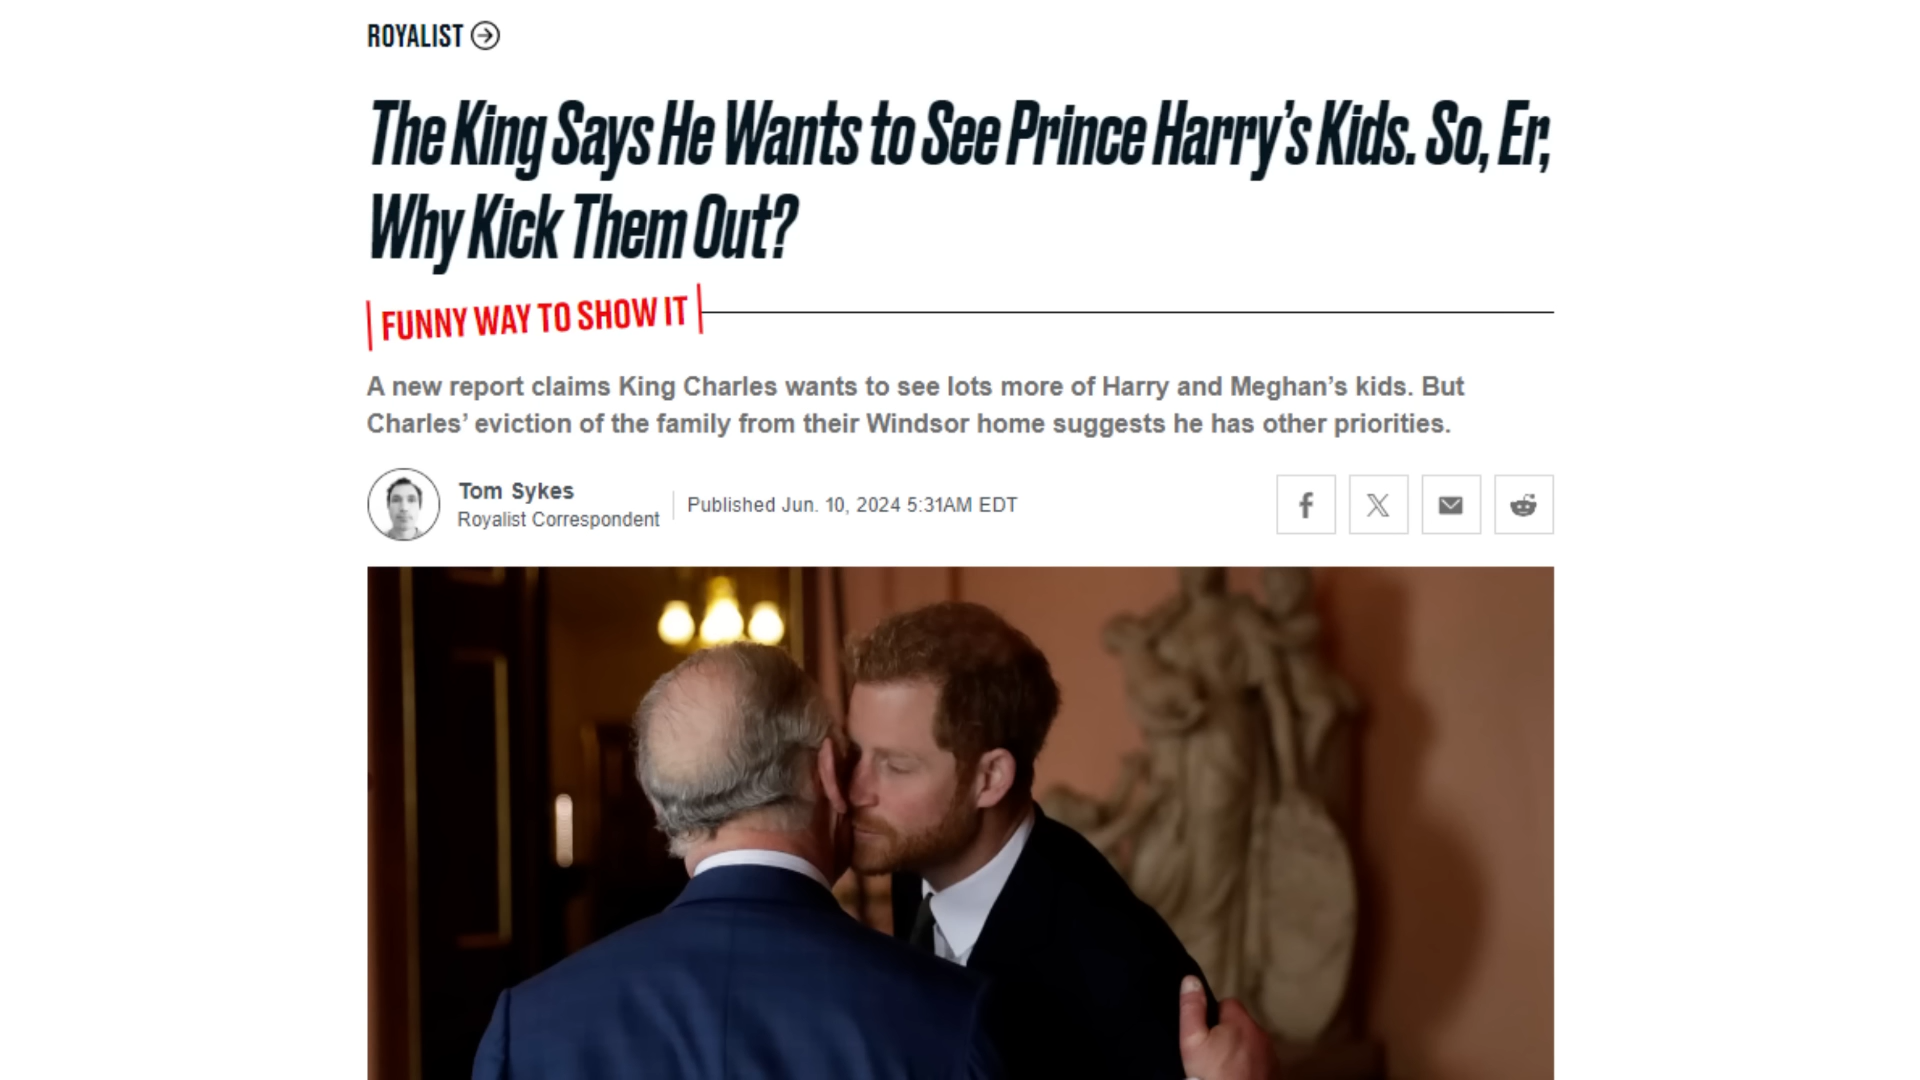 ROYALIST
The King Says He Wants to See Prince Harry’s Kids. So, Er,
Why Kick Them Out?
FUNNY WAY TO SHOW IT
A new report claims King Charles wants to see lots more of Harry and Meghan’s kids. But
Charles’ eviction of the family from their Windsor home suggests he has other priorities.
Tom Sykes
Royalist Correspondent
Published Jun. 10, 2024 5:31AM EDT